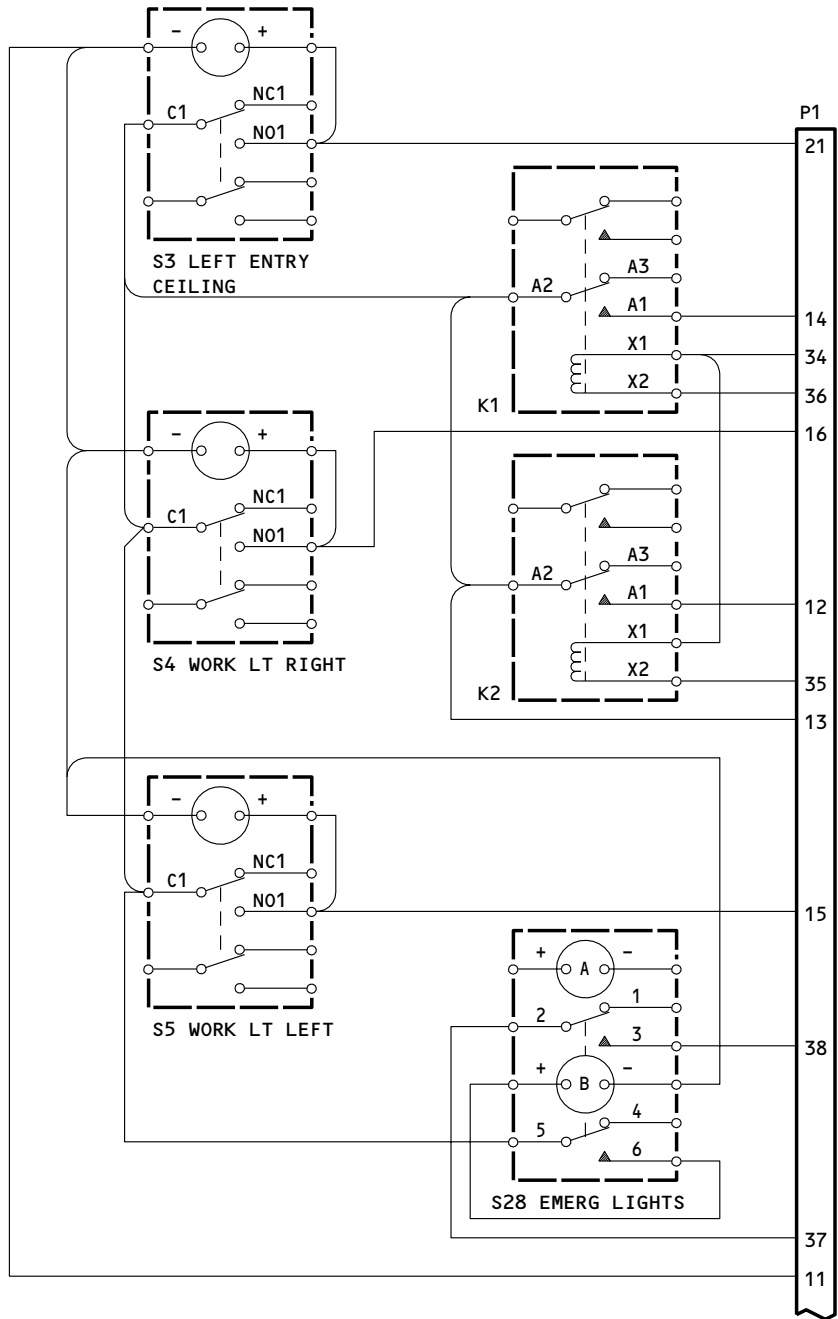 - +
C1 NC1
NO1
S3 LEFT ENTRY
CEILING
P1
21
A3
A2
A1
14
X1
34
X2
36
K1
16
- +
C1 NC1
NO1
S4 WORK LT RIGHT
A3
A2
A1
12
X1
X2
35
K2
13
- +
C1 NC1
NO1
15
S5 WORK LT LEFT
+ A -
1
2
3
38
+ B -
4
5
6
S28 EMERG LIGHTS
37
11